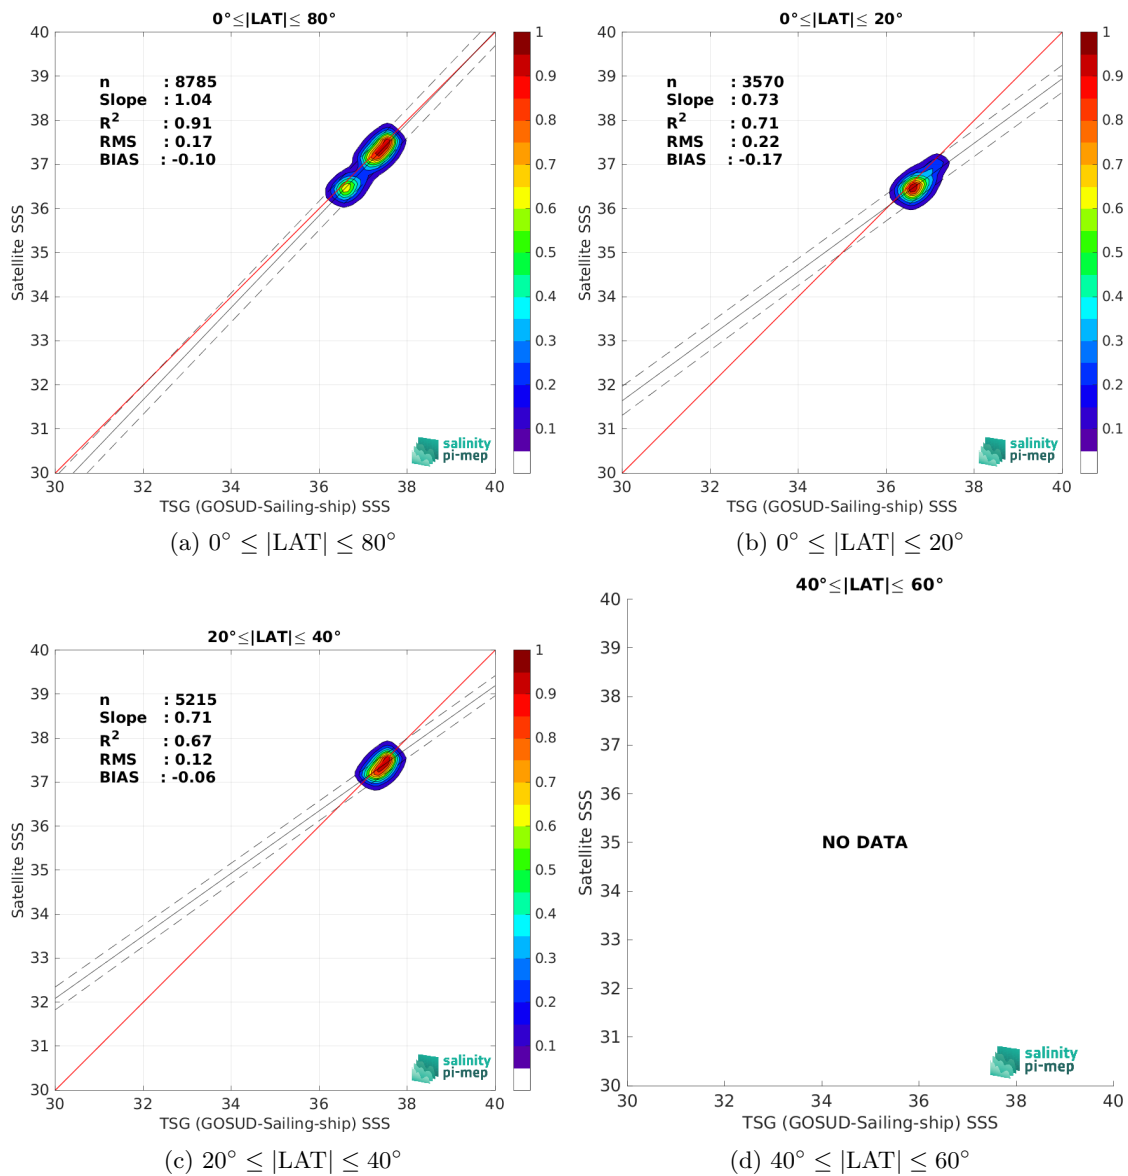 0°≤|LAT|≤ 80°
n : 8785
Slope : 1.04
R² : 0.91
RMS : 0.17
BIAS : -0.10
40
39
38
37
36
35
34
33
32
31
30
30 32 34 36 38 40
Satellite SSS
TSG (GOSUD-Sailing-ship) SSS
1
0.9
0.8
0.7
0.6
0.5
0.4
0.3
0.2
0.1
salinity
pi-mep
(a) 0° ≤ |LAT| ≤ 80°
0°≤|LAT|≤ 20°
n : 3570
Slope : 0.73
R² : 0.71
RMS : 0.22
BIAS : -0.17
40
39
38
37
36
35
34
33
32
31
30
30 32 34 36 38 40
Satellite SSS
TSG (GOSUD-Sailing-ship) SSS
1
0.9
0.8
0.7
0.6
0.5
0.4
0.3
0.2
0.1
salinity
pi-mep
(b) 0° ≤ |LAT| ≤ 20°
20°≤|LAT|≤ 40°
n : 5215
Slope : 0.71
R² : 0.67
RMS : 0.12
BIAS : -0.06
40
39
38
37
36
35
34
33
32
31
30
30 32 34 36 38 40
Satellite SSS
TSG (GOSUD-Sailing-ship) SSS
1
0.9
0.8
0.7
0.6
0.5
0.4
0.3
0.2
0.1
salinity
pi-mep
(c) 20° ≤ |LAT| ≤ 40°
40°≤|LAT|≤ 60°
40
39
38
37
36
35
34
33
32
31
30
NO DATA
30 32 34 36 38 40
Satellite SSS
TSG (GOSUD-Sailing-ship) SSS
salinity
pi-mep
(d) 40° ≤ |LAT| ≤ 60°